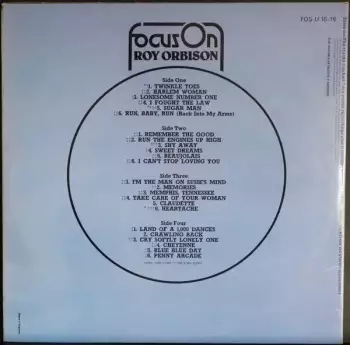 FOCUS ON
ROY ORBISON
Side One
1. TWINKLE TOES
2. HARLEM WOMAN
3. LONESOME NUMBER ONE
4. I FOUGHT THE LAW
5. SUGAR MAN
6. RUN, BABY, RUN (Back Into My Arms)
Side Two
1. REMEMBER THE GOOD
2. RUN THE ENGINES UP HIGH
3. SHY AWAY
4. SWEET DREAMS
5. BEAUJOLAIS
6. I CAN'T STOP LOVING YOU
Side Three
1. I'M THE MAN ON SUSIE'S MIND
2. MEMORIES
3. MEMPHIS, TENNESSEE
4. TAKE CARE OF YOUR WOMAN
5. CLAUDETTE
6. HEARTACHE
Side Four
1. LAND OF A 1,000 DANCES
2. CRAWLING BACK
3. CRY SOFTLY LONELY ONE
4. CHEYENNE
5. BLUE BLUE DAY
6. PENNY ARCADE